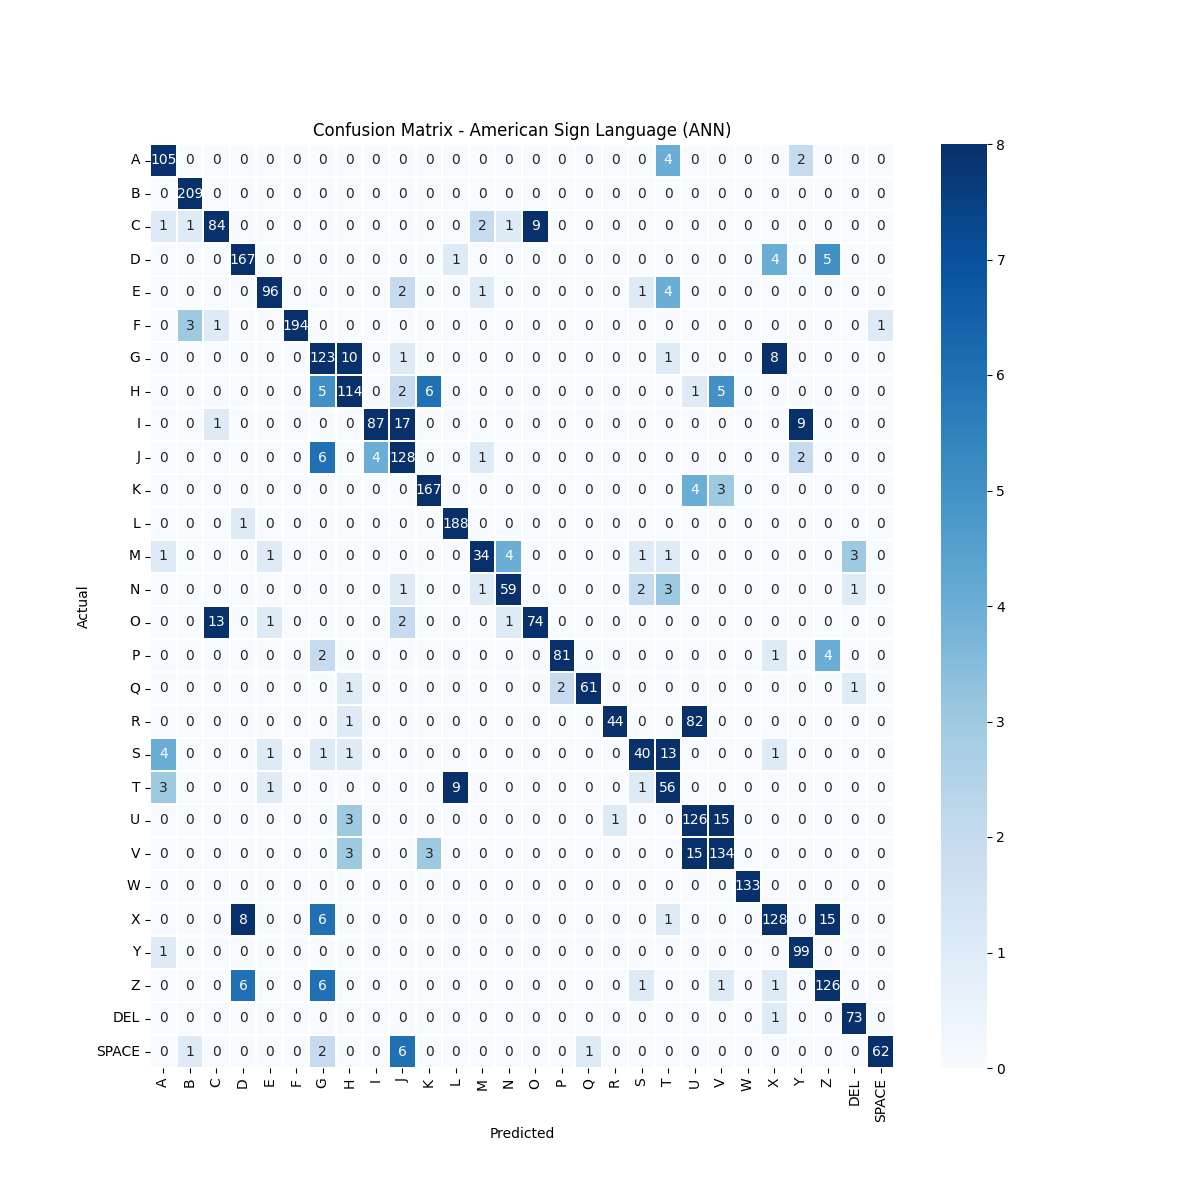 Confusion Matrix - American Sign Language (ANN)
A 105 0 0 0 0 0 0 0 0 0 0 0 0 0 0 0 0 0 0 4 0 0 0 0 2 0 0 0
B 0 209 0 0 0 0 0 0 0 0 0 0 0 0 0 0 0 0 0 0 0 0 0 0 0 0 0 0
C 1 1 84 0 0 0 0 0 0 0 0 0 2 1 9 0 0 0 0 0 0 0 0 0 0 0 0 0
D 0 0 0 167 0 0 0 0 0 0 0 1 0 0 0 0 0 0 0 0 0 0 0 4 0 5 0 0
E 0 0 0 0 96 0 0 0 0 2 0 0 1 0 0 0 0 0 1 4 0 0 0 0 0 0 0 0
F 0 3 1 0 0 194 0 0 0 0 0 0 0 0 0 0 0 0 0 0 0 0 0 0 0 0 0 1
G 0 0 0 0 0 0 123 10 0 1 0 0 0 0 0 0 0 0 0 1 0 0 0 8 0 0 0 0
H 0 0 0 0 0 0 5 114 0 2 6 0 0 0 0 0 0 0 0 0 1 5 0 0 0 0 0 0
I 0 0 1 0 0 0 0 0 87 17 0 0 0 0 0 0 0 0 0 0 0 0 0 0 9 0 0 0
J 0 0 0 0 0 0 6 0 4 128 0 0 1 0 0 0 0 0 0 0 0 0 0 0 2 0 0 0
K 0 0 0 0 0 0 0 0 0 0 167 0 0 0 0 0 0 0 0 0 4 3 0 0 0 0 0 0
L 0 0 0 1 0 0 0 0 0 0 0 188 0 0 0 0 0 0 0 0 0 0 0 0 0 0 0 0
M 1 0 0 0 1 0 0 0 0 0 0 0 34 4 0 0 0 0 1 1 0 0 0 0 0 0 3 0
N 0 0 0 0 0 0 0 0 0 1 0 0 1 59 0 0 0 0 2 3 0 0 0 0 0 0 1 0
O 0 0 13 0 1 0 0 0 0 2 0 0 0 1 74 0 0 0 0 0 0 0 0 0 0 0 0 0
P 0 0 0 0 0 0 2 0 0 0 0 0 0 0 0 81 0 0 0 0 0 0 0 1 0 4 0 0
Q 0 0 0 0 0 0 0 1 0 0 0 0 0 0 0 2 61 0 0 0 0 0 0 0 0 0 1 0
R 0 0 0 0 0 0 0 1 0 0 0 0 0 0 0 0 0 44 0 0 82 0 0 0 0 0 0 0
S 4 0 0 0 1 0 1 1 0 0 0 0 0 0 0 0 0 0 40 13 0 0 0 1 0 0 0 0
T 3 0 0 0 1 0 0 0 0 0 0 9 0 0 0 0 0 0 1 56 0 0 0 0 0 0 0 0
U 0 0 0 0 0 0 0 3 0 0 0 0 0 0 0 0 0 1 0 0 126 15 0 0 0 0 0 0
V 0 0 0 0 0 0 0 3 0 0 3 0 0 0 0 0 0 0 0 0 15 134 0 0 0 0 0 0
W 0 0 0 0 0 0 0 0 0 0 0 0 0 0 0 0 0 0 0 0 0 0 133 0 0 0 0 0
X 0 0 0 8 0 0 6 0 0 0 0 0 0 0 0 0 0 0 0 1 0 0 0 128 0 15 0 0
Y 1 0 0 0 0 0 0 0 0 0 0 0 0 0 0 0 0 0 0 0 0 0 0 0 99 0 0 0
Z 0 0 0 6 0 0 6 0 0 0 0 0 0 0 0 0 0 0 1 0 0 1 0 1 0 126 0 0
DEL 0 0 0 0 0 0 0 0 0 0 0 0 0 0 0 0 0 0 0 0 0 0 0 1 0 0 73 0
SPACE 0 1 0 0 0 0 2 0 0 6 0 0 0 0 0 0 1 0 0 0 0 0 0 0 0 0 0 62
A B C D E F G H I J K L M N O P Q R S T U V W X Y Z DEL SPACE
Predicted
Actual
8
7
6
5
4
3
2
1
0